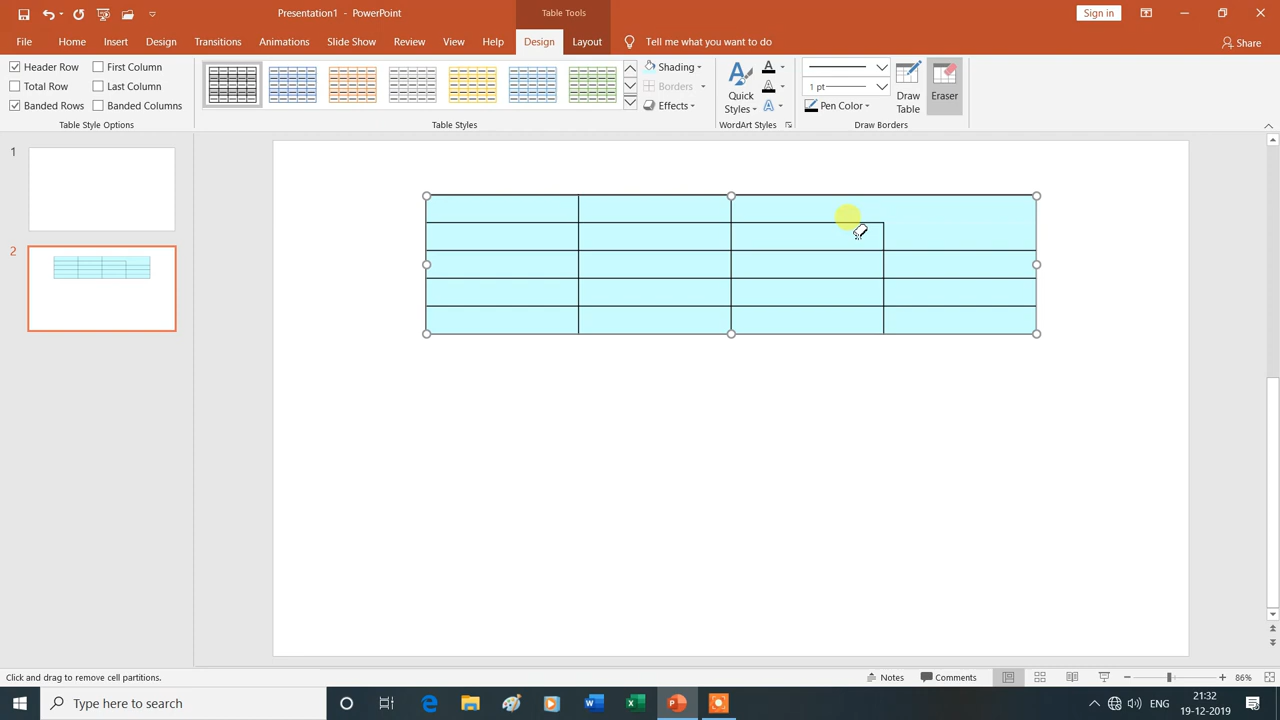 Presentation1 - PowerPoint
Table Tools
Sign in
File
Home
Insert
Design
Transitions
Animations
Slide Show
Review
View
Help
Design
Layout
Tell me what you want to do
Share
Header Row
First Column
Total Row
Last Column
Banded Rows
Banded Columns
Table Style Options
Table Styles
Shading
Borders
Effects
Quick
Styles
A
A
A
WordArt Styles
1 pt
Pen Color
Draw
Table
Eraser
Draw Borders
1
2
Click and drag to remove cell partitions.
Notes
Comments
86%
Type here to search
ENG
21:32
19-12-2019